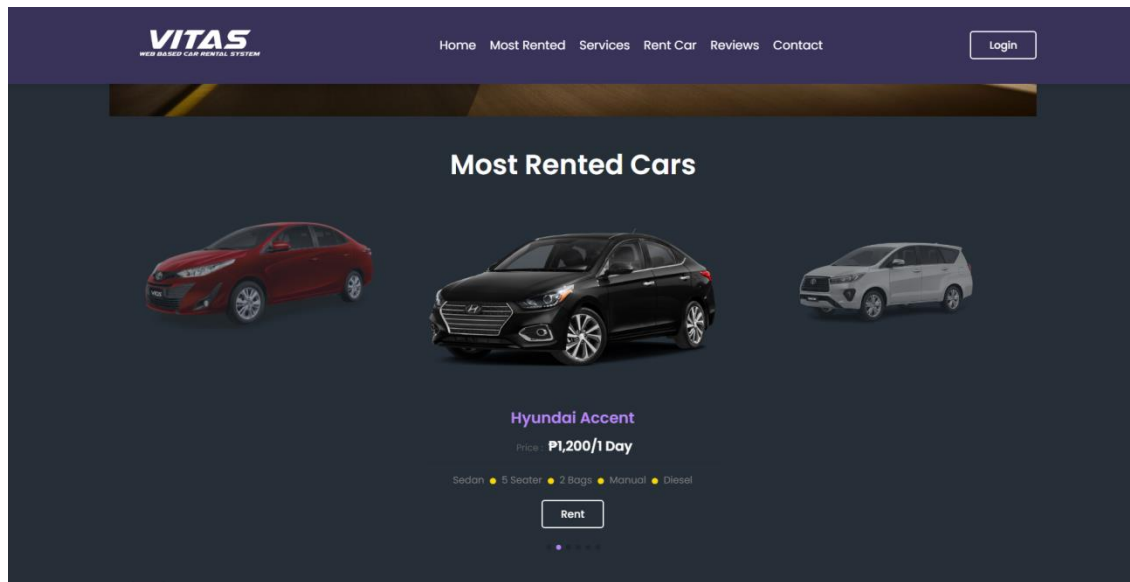 VITAS
WEB BASED CAR RENTAL SYSTEM
Home Most Rented Services Rent Car Reviews Contact
Login
Most Rented Cars
VIOS
Hyundai Accent
Price : ₱1,200/1 Day
Sedan ● 5 Seater ● 2 Bags ● Manual ● Diesel
Rent